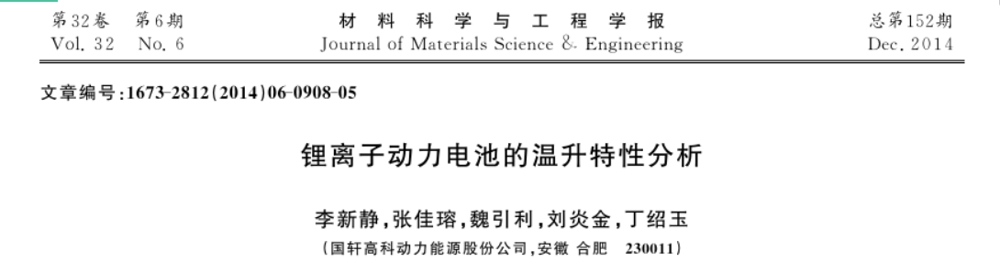 第32卷 第6期 材料科学与工程学报 总第152期
Vol. 32 No. 6 Journal of Materials Science & Engineering Dec. 2014
文章编号:1673-2812(2014)06-0908-05
锂离子动力电池的温升特性分析
李新静,张佳瑢,魏引利,刘炎金,丁绍玉
(国轩高科动力能源股份公司,安徽 合肥 230011)